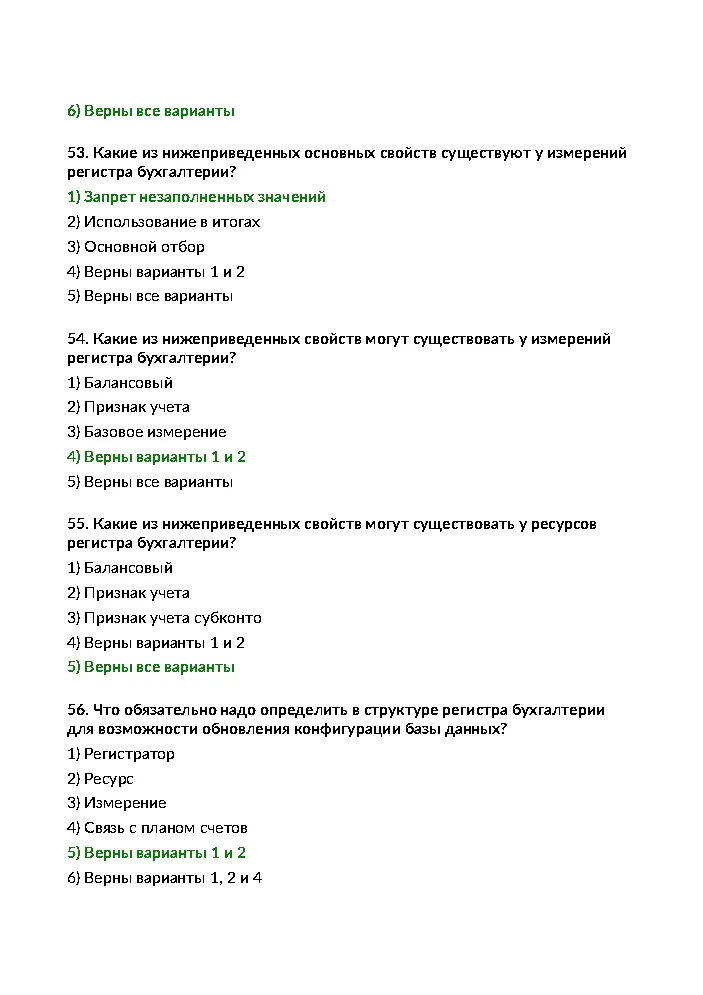 6) Верны все варианты
53. Какие из нижеприведенных основных свойств существуют у измерений
регистра бухгалтерии?
1) Запрет незаполненных значений
2) Использование в итогах
3) Основной отбор
4) Верны варианты 1 и 2
5) Верны все варианты
54. Какие из нижеприведенных свойств могут существовать у измерений
регистра бухгалтерии?
1) Балансовый
2) Признак учета
3) Базовое измерение
4) Верны варианты 1 и 2
5) Верны все варианты
55. Какие из нижеприведенных свойств могут существовать у ресурсов
регистра бухгалтерии?
1) Балансовый
2) Признак учета
3) Признак учета субконто
4) Верны варианты 1 и 2
5) Верны все варианты
56. Что обязательно надо определить в структуре регистра бухгалтерии
для возможности обновления конфигурации базы данных?
1) Регистратор
2) Ресурс
3) Измерение
4) Связь с планом счетов
5) Верны варианты 1 и 2
6) Верны варианты 1, 2 и 4